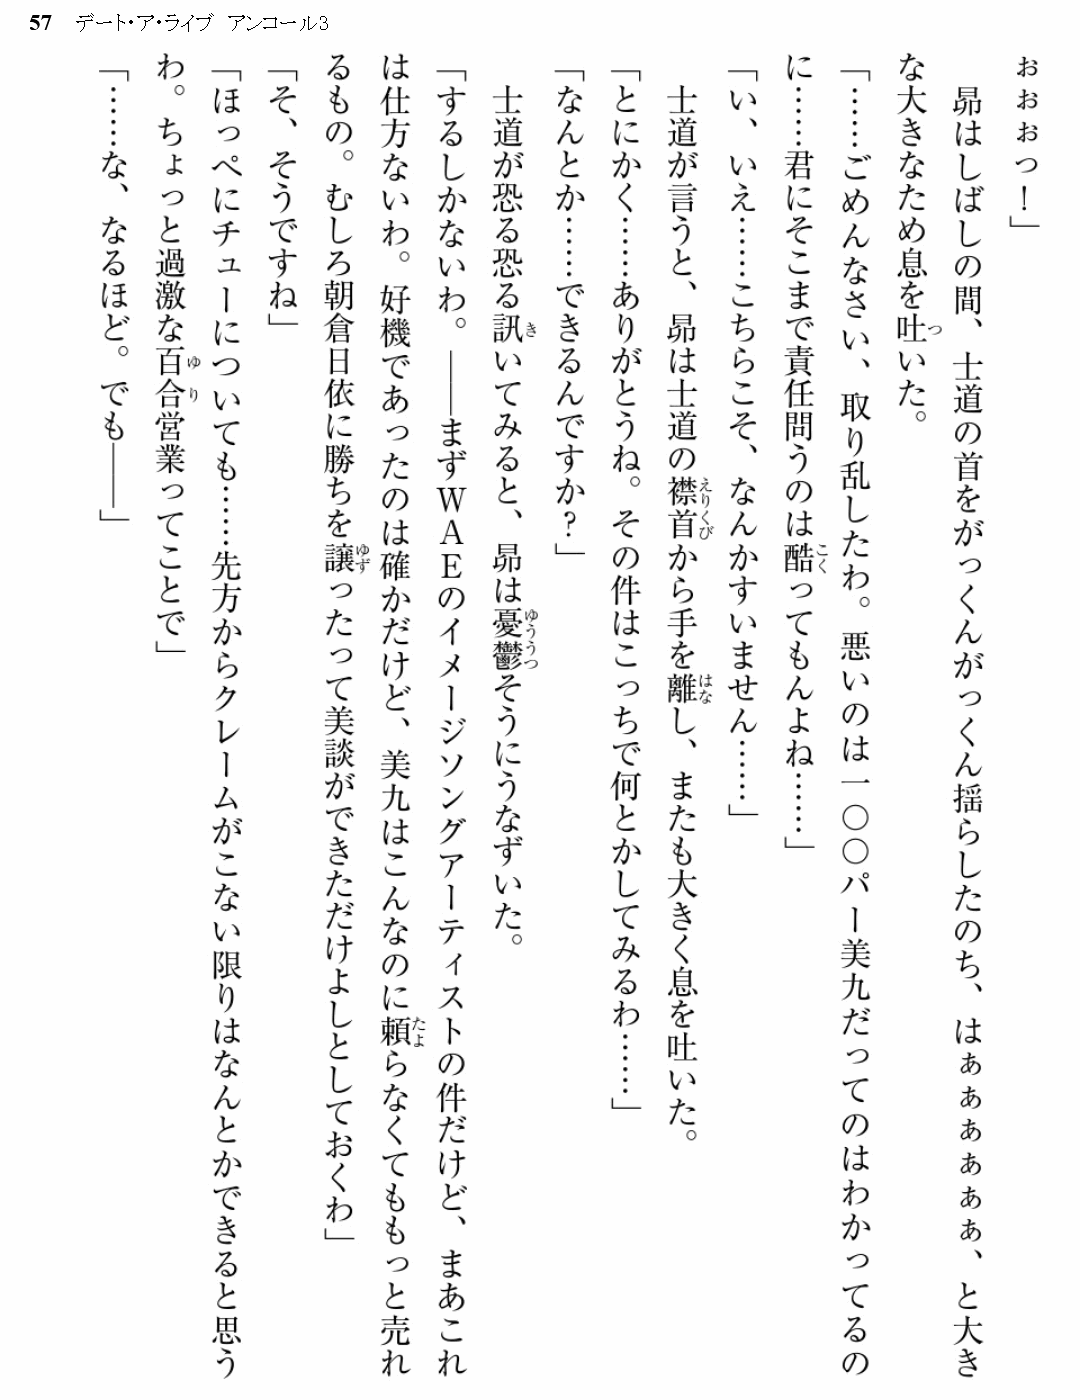 57 デート・ア・ライブ アンコール3
ぉぉぉっ！」
　昴はしばしの間、士道の首をがっくんがっくん揺らしたのち、はぁぁぁぁぁぁ、と大き
な大きなため息を吐いた。
「……ごめんなさい、取り乱したわ。悪いのは一〇〇パー美九だってのはわかってるの
に……君にそこまで責任問うのは酷ってもんよね……」
「い、いえ……こちらこそ、なんかすいません……」
　士道が言うと、昴は士道の襟首から手を離し、またも大きく息を吐いた。
「とにかく……ありがとうね。その件はこっちで何とかしてみるわ……」
「なんとか……できるんですか？」
　士道が恐る恐る訊いてみると、昴は憂鬱そうにうなずいた。
「するしかないわ。――まずＷＡＥのイメージソングアーティストの件だけど、まあこれ
は仕方ないわ。好機であったのは確かだけど、美九はこんなのに頼らなくてももっと売れ
るもの。むしろ朝倉日依に勝ちを譲ったって美談ができただけよしとしておくわ」
「そ、そうですね」
「ほっぺにチューについても……先方からクレームがこない限りはなんとかできると思う
わ。ちょっと過激な百合営業ってことで」
「……な、なるほど。でも――」